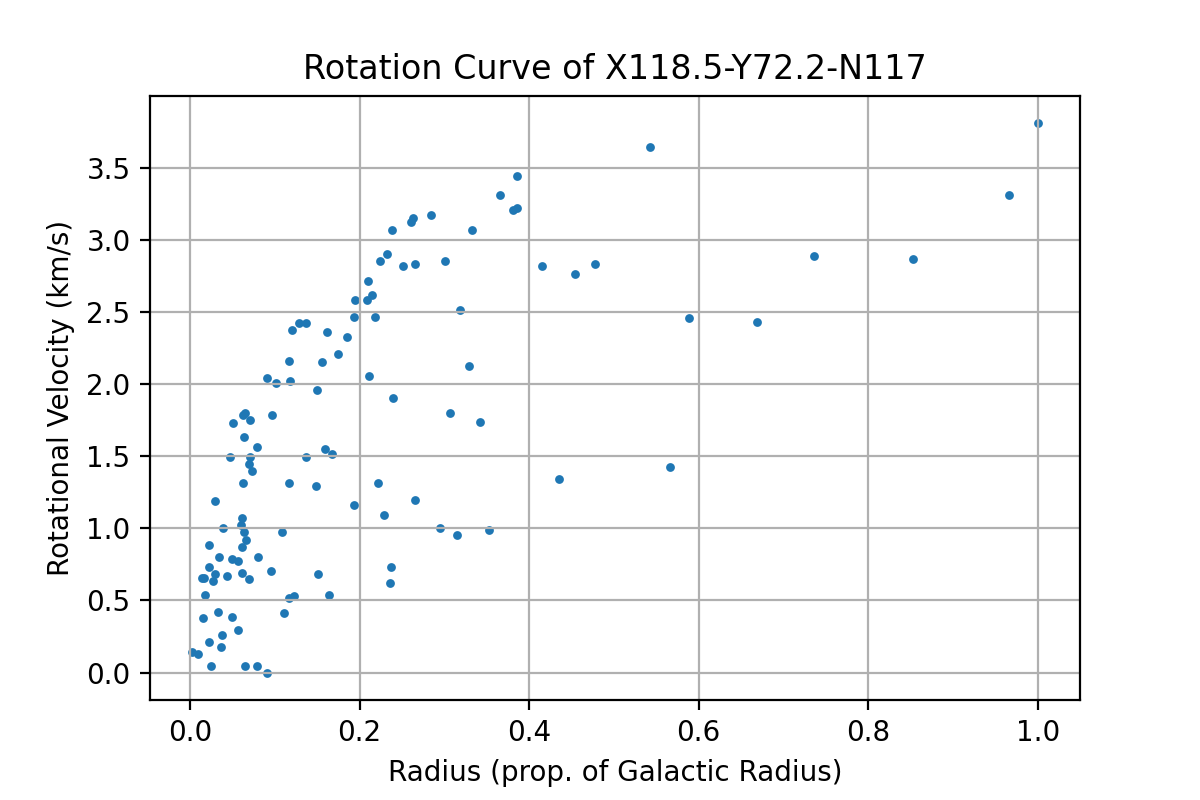 Rotation Curve of X118.5-Y72.2-N117
Rotational Velocity (km/s)
3.5
3.0
2.5
2.0
1.5
1.0
0.5
0.0
0.0 0.2 0.4 0.6 0.8 1.0
Radius (prop. of Galactic Radius)